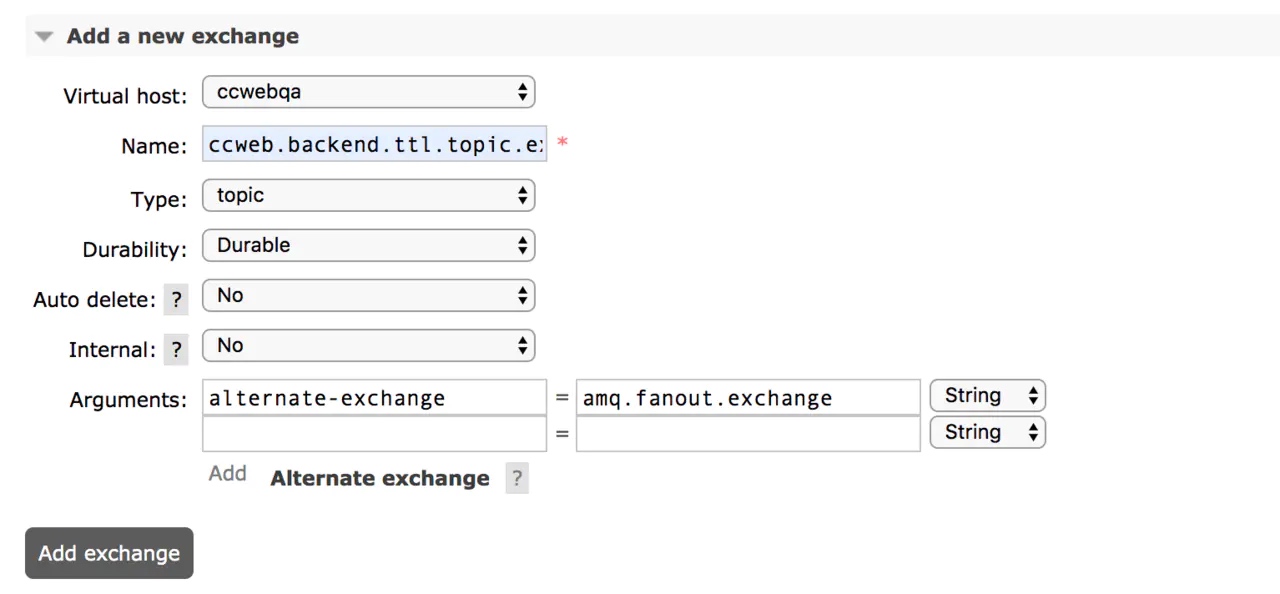 Add a new exchange
Virtual host: ccwebqa
Name: ccweb.backend.ttl.topic.e *
Type: topic
Durability: Durable
Auto delete: ? No
Internal: ? No
Arguments: alternate-exchange = amq.fanout.exchange String
= String
Add Alternate exchange ?
Add exchange